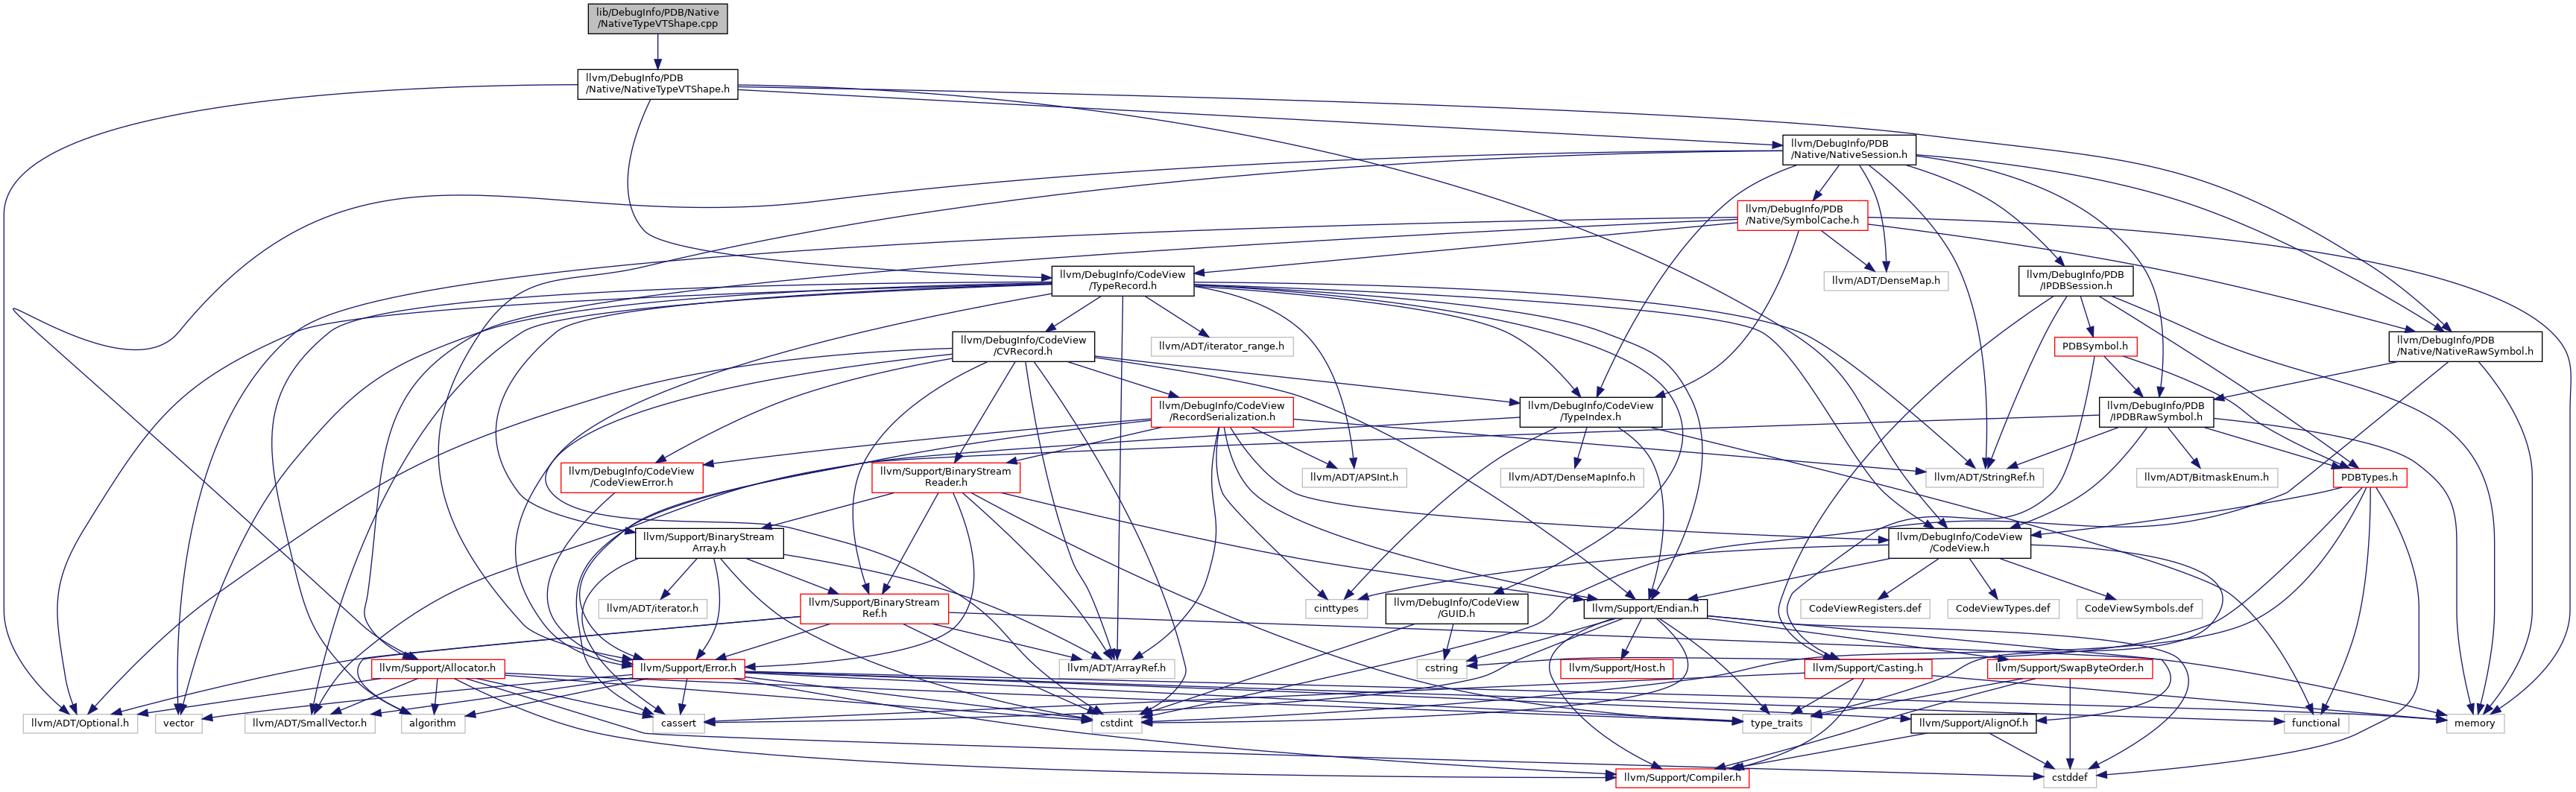 lib/DebugInfo/PDB/Native
/NativeTypeVTShape.cpp
llvm/DebugInfo/PDB
/Native/NativeTypeVTShape.h
llvm/DebugInfo/PDB
/Native/NativeSession.h
llvm/DebugInfo/PDB
/Native/SymbolCache.h
llvm/DebugInfo/CodeView
/TypeRecord.h
llvm/ADT/DenseMap.h
llvm/DebugInfo/PDB
/IPDBSession.h
llvm/DebugInfo/CodeView
/CVRecord.h
llvm/ADT/iterator_range.h
PDBSymbol.h
llvm/DebugInfo/PDB
/Native/NativeRawSymbol.h
llvm/DebugInfo/CodeView
/RecordSerialization.h
llvm/DebugInfo/CodeView
/TypeIndex.h
llvm/DebugInfo/PDB
/IPDBRawSymbol.h
llvm/DebugInfo/CodeView
/CodeViewError.h
llvm/Support/BinaryStream
Reader.h
llvm/ADT/APSInt.h
llvm/ADT/DenseMapInfo.h
llvm/ADT/StringRef.h
llvm/ADT/BitmaskEnum.h
PDBTypes.h
llvm/Support/BinaryStream
Array.h
llvm/DebugInfo/CodeView
/CodeView.h
llvm/ADT/iterator.h
llvm/Support/BinaryStream
Ref.h
cinttypes
llvm/DebugInfo/CodeView
/GUID.h
llvm/Support/Endian.h
CodeViewRegisters.def
CodeViewTypes.def
CodeViewSymbols.def
llvm/Support/Allocator.h
llvm/Support/Error.h
llvm/ADT/ArrayRef.h
cstring
llvm/Support/Host.h
llvm/Support/Casting.h
llvm/Support/SwapByteOrder.h
llvm/ADT/Optional.h
vector
llvm/ADT/SmallVector.h
algorithm
cassert
cstdint
type_traits
llvm/Support/AlignOf.h
functional
memory
llvm/Support/Compiler.h
cstddef